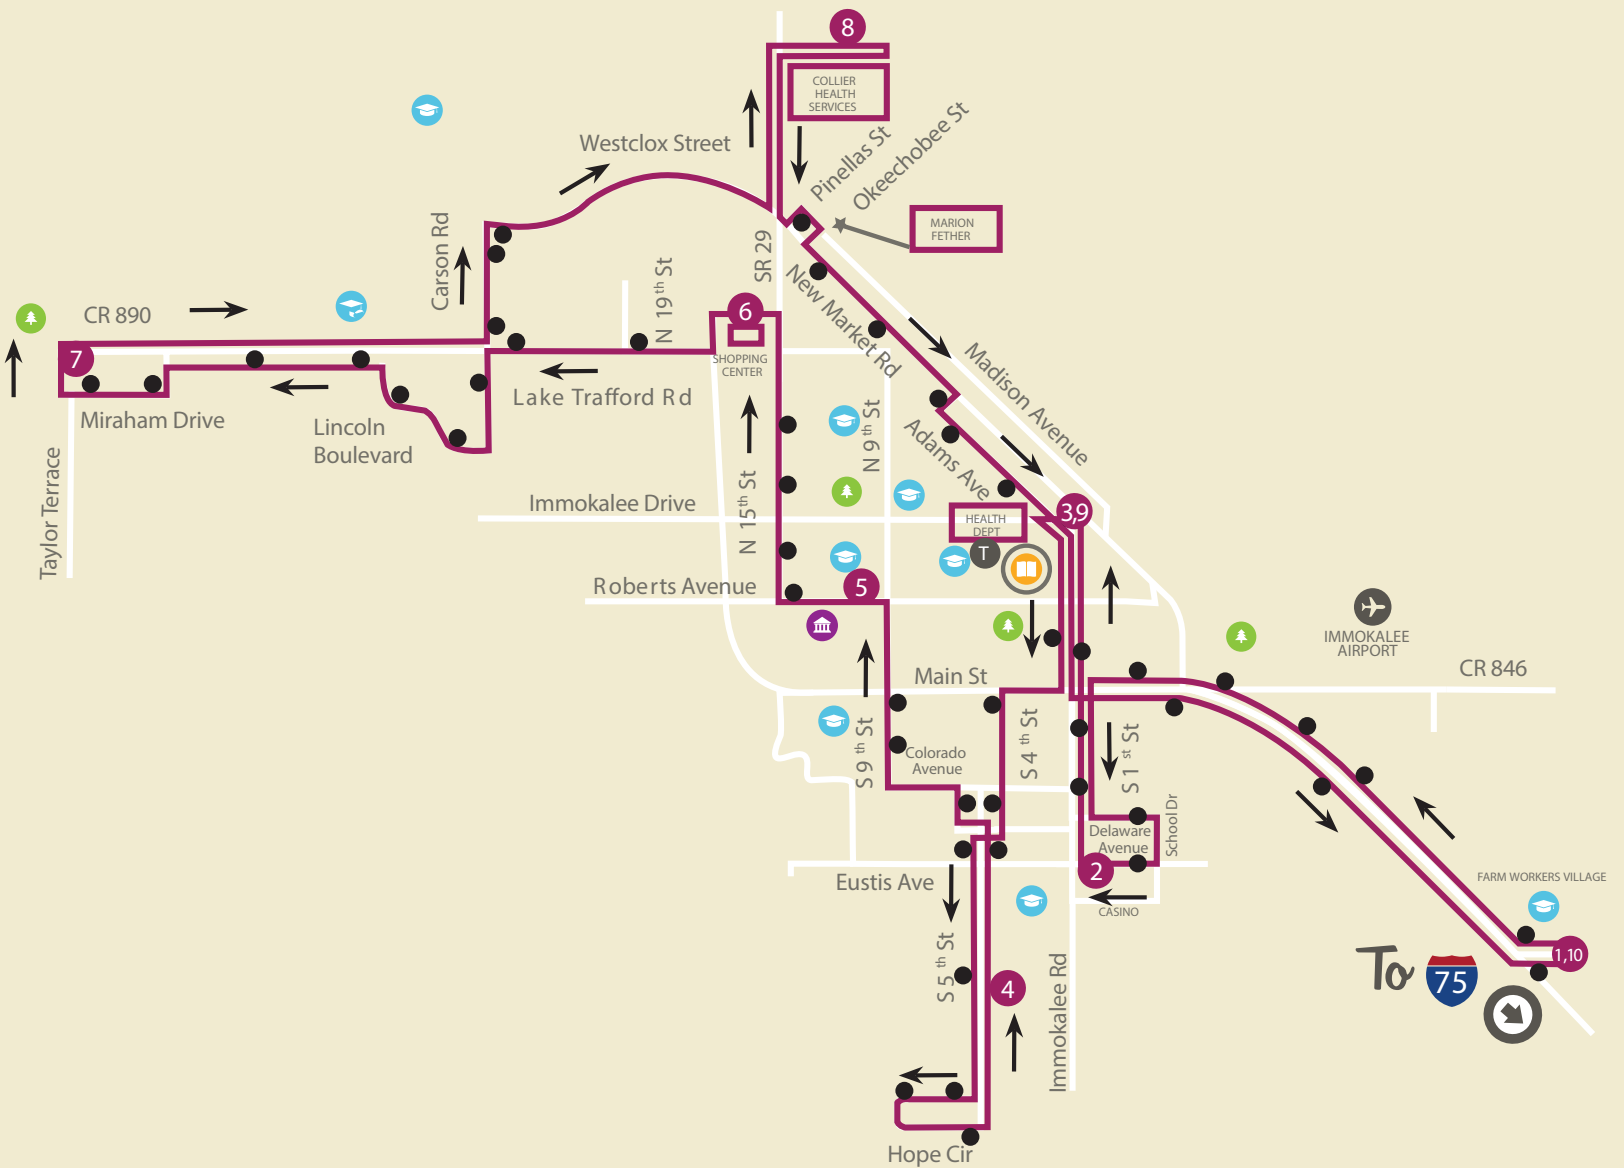 8
COLLIER
HEALTH
SERVICES
Pinellas St
Okeechobee St
Westclox Street
MARION
FETHER
Carson Rd
SR 29
N 19th St
New Market Rd
CR 890
6
SHOPPING
CENTER
7
Madison Avenue
Lake Trafford Rd
Miraham Drive
Lincoln
Boulevard
N 9th St
Adams Ave
Taylor Terrace
N 15th St
Immokalee Drive
HEALTH
DEPT
3,9
T
Roberts Avenue
5
IMMOKALEE
AIRPORT
Main St
CR 846
S 9th St
Colorado
Avenue
S 4th St
S 1st St
Delaware
Avenue
School Dr
2
Eustis Ave
CASINO
FARM WORKERS VILLAGE
S 5th St
4
Immokalee Rd
1,10
To
75
Hope Cir